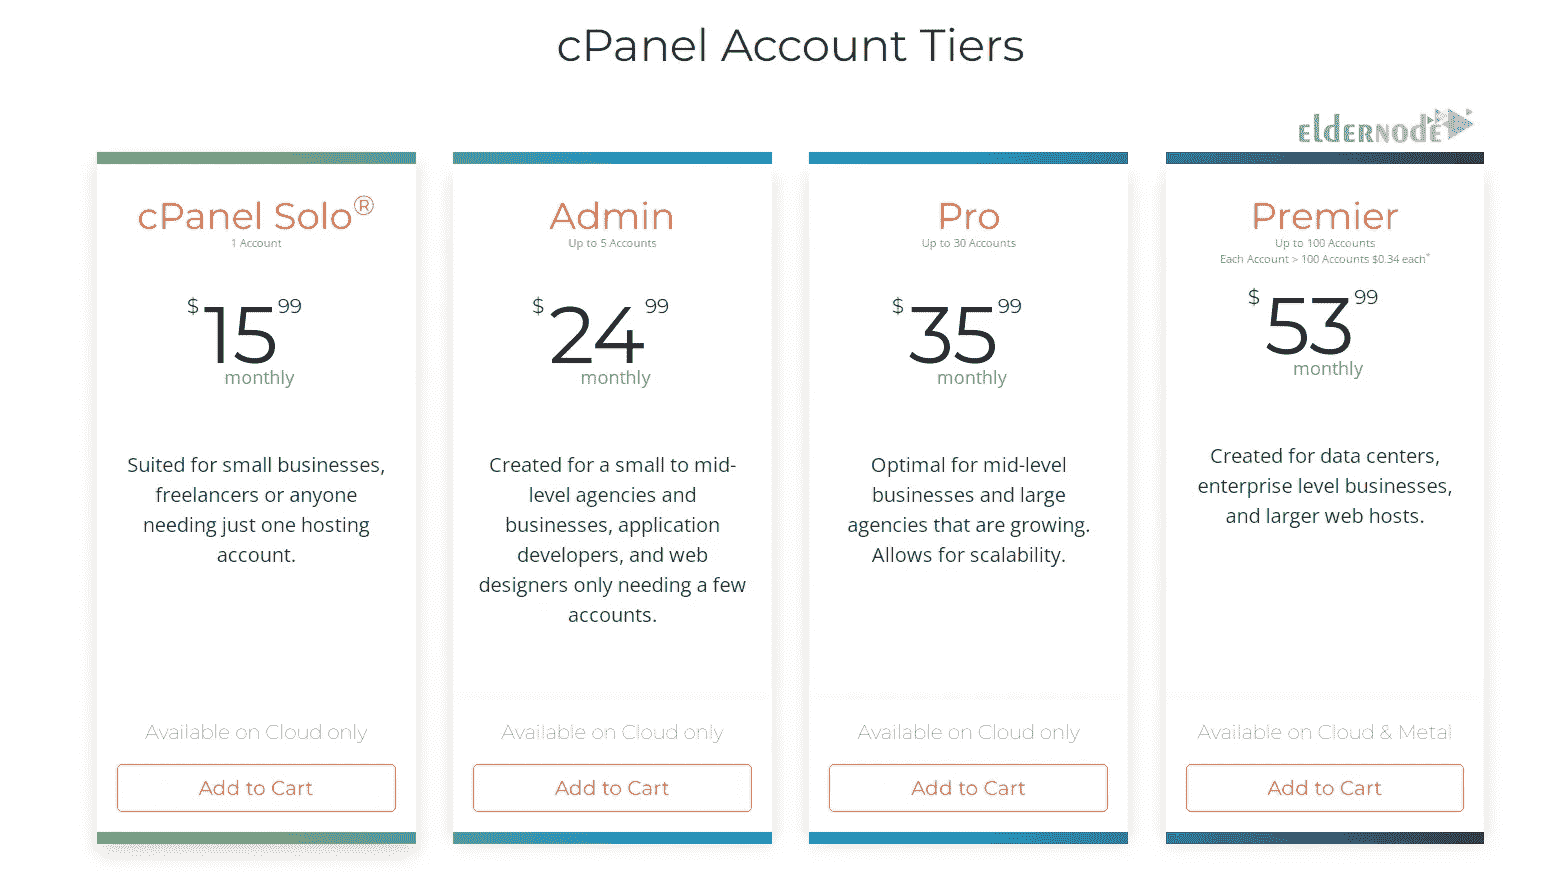 cPanel Account Tiers
elderNode
cPanel Solo®
1 Account
$15.99
monthly
Suited for small businesses,
freelancers or anyone
needing just one hosting
account.
Available on Cloud only
Add to Cart
Admin
Up to 5 Accounts
$24.99
monthly
Created for a small to mid-
level agencies and
businesses, application
developers, and web
designers only needing a few
accounts.
Available on Cloud only
Add to Cart
Pro
Up to 30 Accounts
$35.99
monthly
Optimal for mid-level
businesses and large
agencies that are growing.
Allows for scalability.
Available on Cloud only
Add to Cart
Premier
Up to 100 Accounts
Each Account > 100 Accounts $0.34 each*
$53.99
monthly
Created for data centers,
enterprise level businesses,
and larger web hosts.
Available on Cloud & Metal
Add to Cart